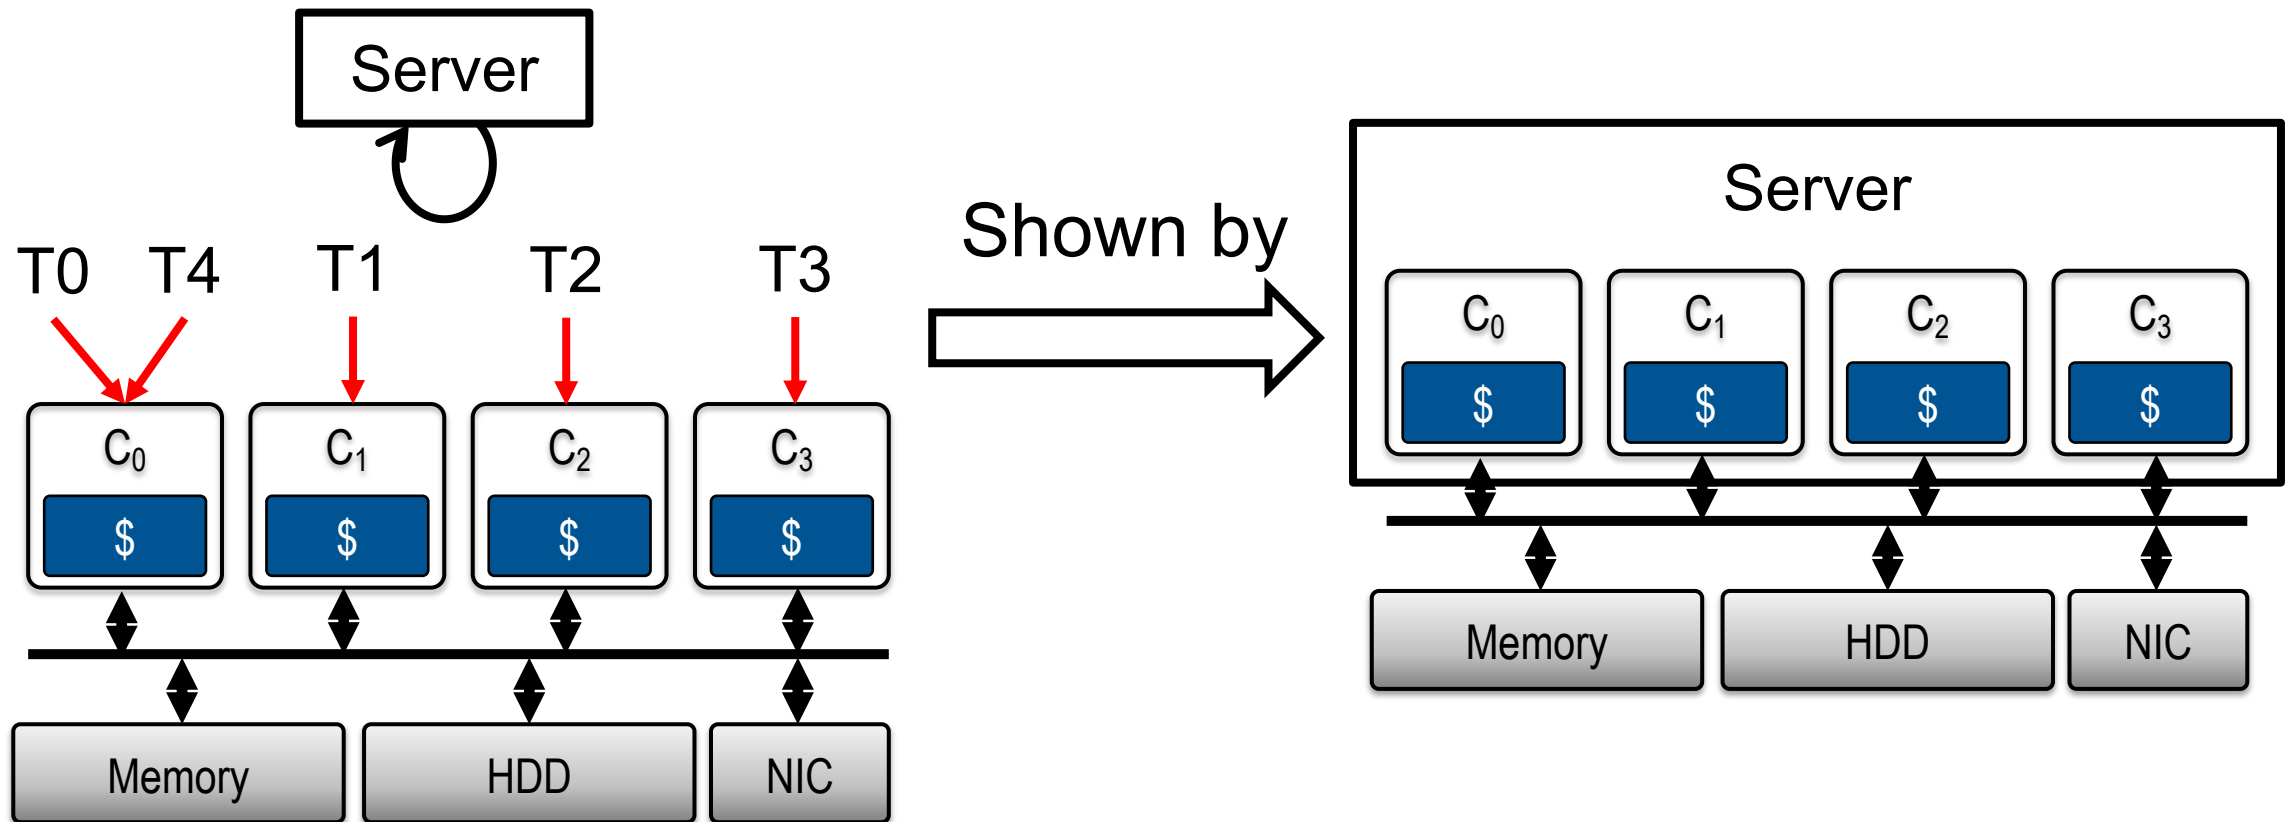 Server
T0 T4 T1 T2 T3
C0 C1 C2 C3
$ $ $ $
Memory HDD NIC
Shown by
Server
C0 C1 C2 C3
$ $ $ $
Memory HDD NIC